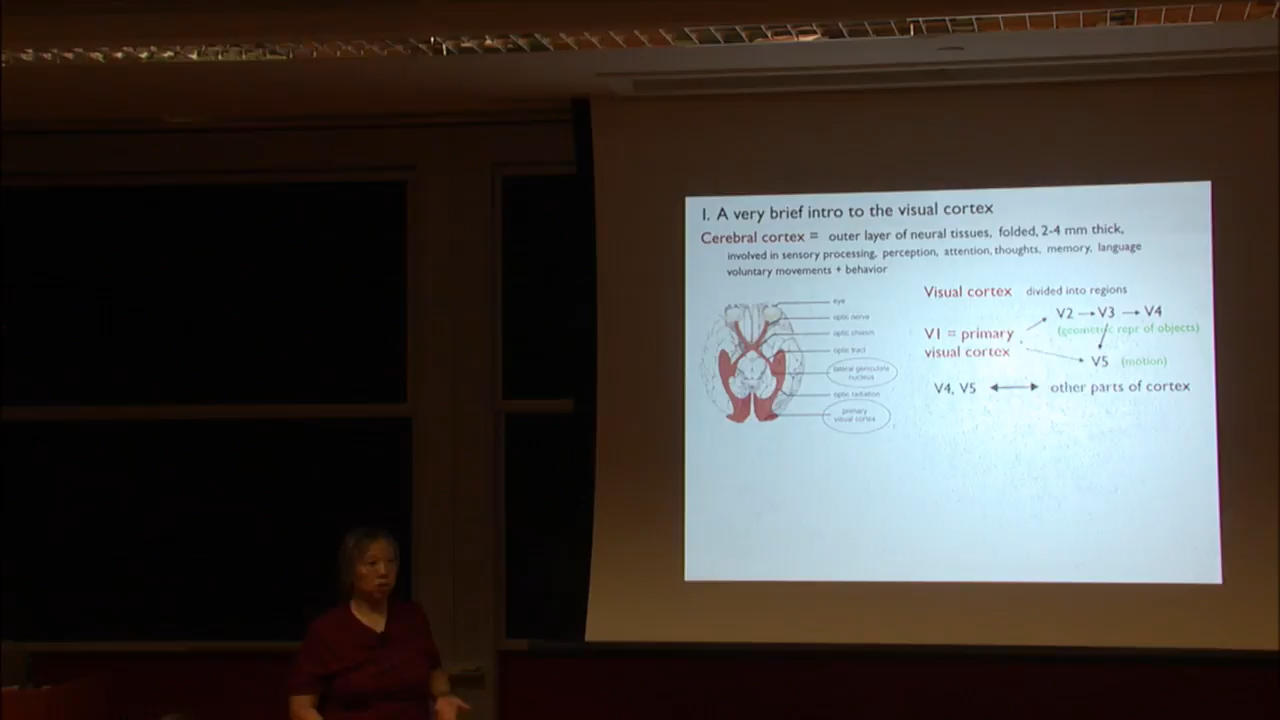 I. A very brief intro to the visual cortex
Cerebral cortex = outer layer of neural tissues, folded, 2-4 mm thick,
involved in sensory processing, perception, attention, thoughts, memory, language
voluntary movements + behavior
eye
optic nerve
optic chiasm
optic tract
lateral geniculate
nucleus
optic radiation
primary
visual cortex
Visual cortex divided into regions
V2 → V3 → V4
(geometric repr of objects)
V1 = primary
visual cortex
V5 (motion)
V4, V5 ↔ other parts of cortex